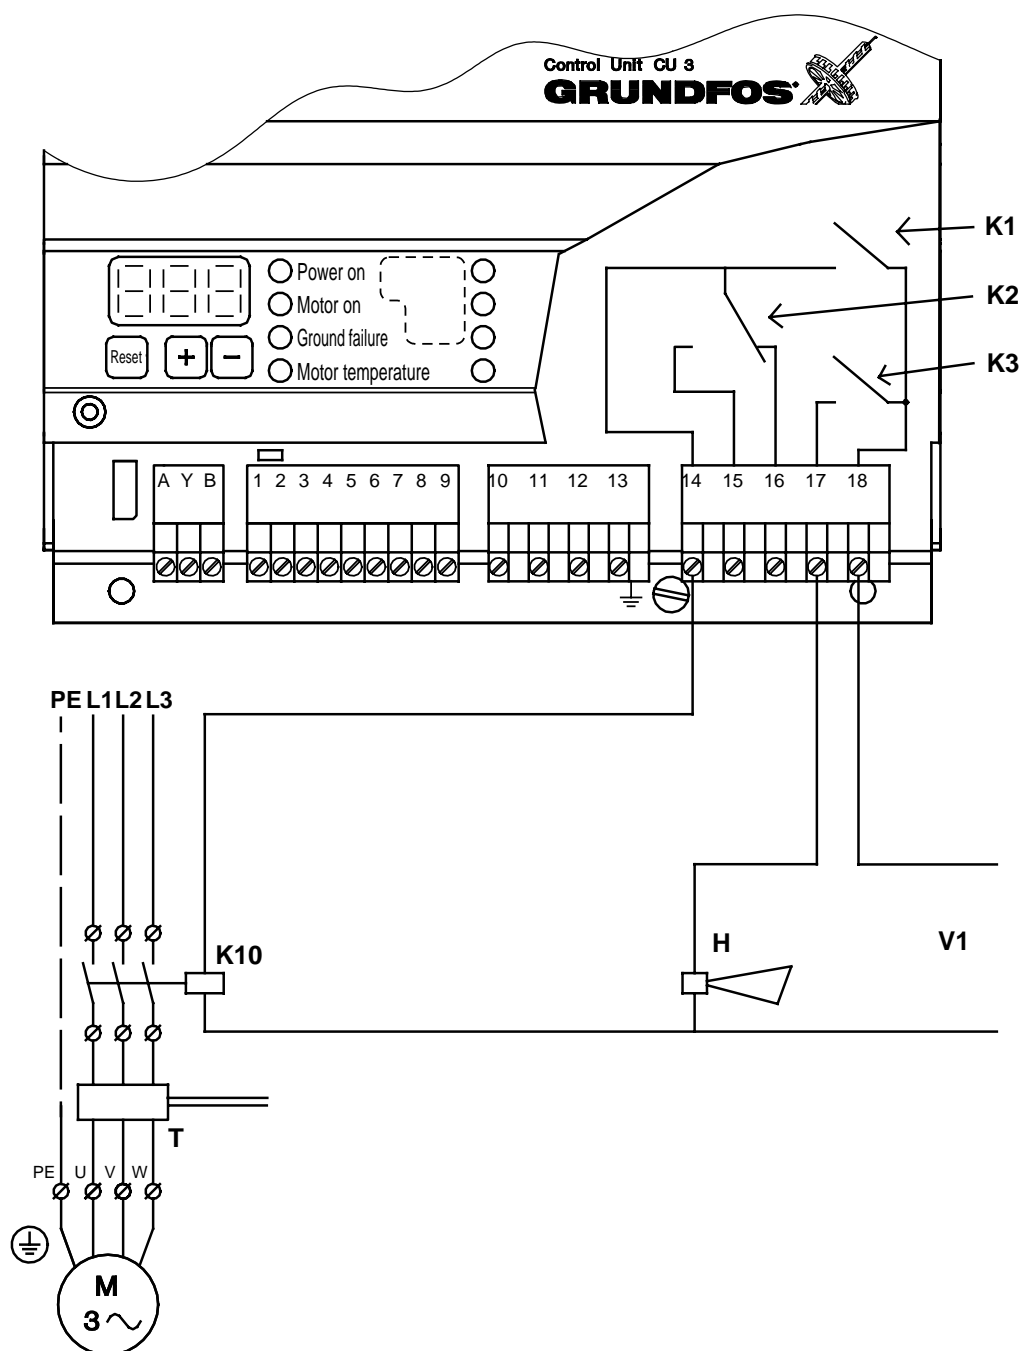 Control Unit CU 3
GRUNDFOS
K1
Power on
Motor on
K2
Ground failure
Reset + −
Motor temperature
K3
A Y B 1 2 3 4 5 6 7 8 9 10 11 12 13 14 15 16 17 18
PE L1 L2 L3
K10
H
V1
T
PE U V W
M
3